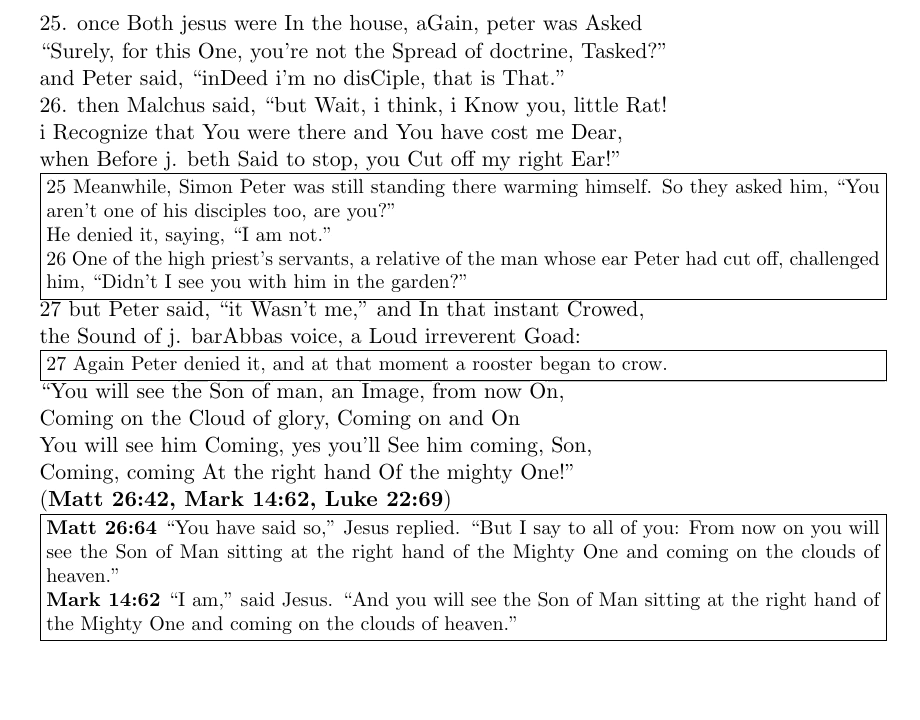 25. once Both jesus were In the house, aGain, peter was Asked
“Surely, for this One, you’re not the Spread of doctrine, Tasked?”
and Peter said, “inDeed i’m no disCiple, that is That.”
26. then Malchus said, “but Wait, i think, i Know you, little Rat!
i Recognize that You were there and You have cost me Dear,
when Before j. beth Said to stop, you Cut off my right Ear!”
25 Meanwhile, Simon Peter was still standing there warming himself. So they asked him, “You
aren’t one of his disciples too, are you?”
He denied it, saying, “I am not.”
26 One of the high priest’s servants, a relative of the man whose ear Peter had cut off, challenged
him, “Didn’t I see you with him in the garden?”
27 but Peter said, “it Wasn’t me,” and In that instant Crowed,
the Sound of j. barAbbas voice, a Loud irreverent Goad:
27 Again Peter denied it, and at that moment a rooster began to crow.
“You will see the Son of man, an Image, from now On,
Coming on the Cloud of glory, Coming on and On
You will see him Coming, yes you’ll See him coming, Son,
Coming, coming At the right hand Of the mighty One!”
(Matt 26:42, Mark 14:62, Luke 22:69)
Matt 26:64 “You have said so,” Jesus replied. “But I say to all of you: From now on you will
see the Son of Man sitting at the right hand of the Mighty One and coming on the clouds of
heaven.”
Mark 14:62 “I am,” said Jesus. “And you will see the Son of Man sitting at the right hand of
the Mighty One and coming on the clouds of heaven.”